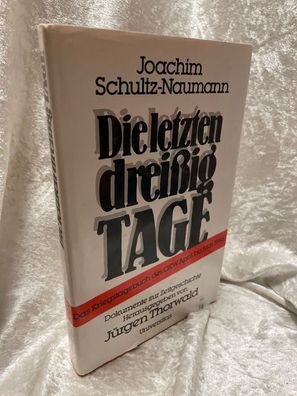 Joachim
Schultz-Naumann
Die letzten
dreißig
TAGE
Das Kriegstagebuch des OKW April bis Mai 1945
Dokumente zur Zeitgeschichte
Herausgegeben von
Jürgen Thorwald
Universitas